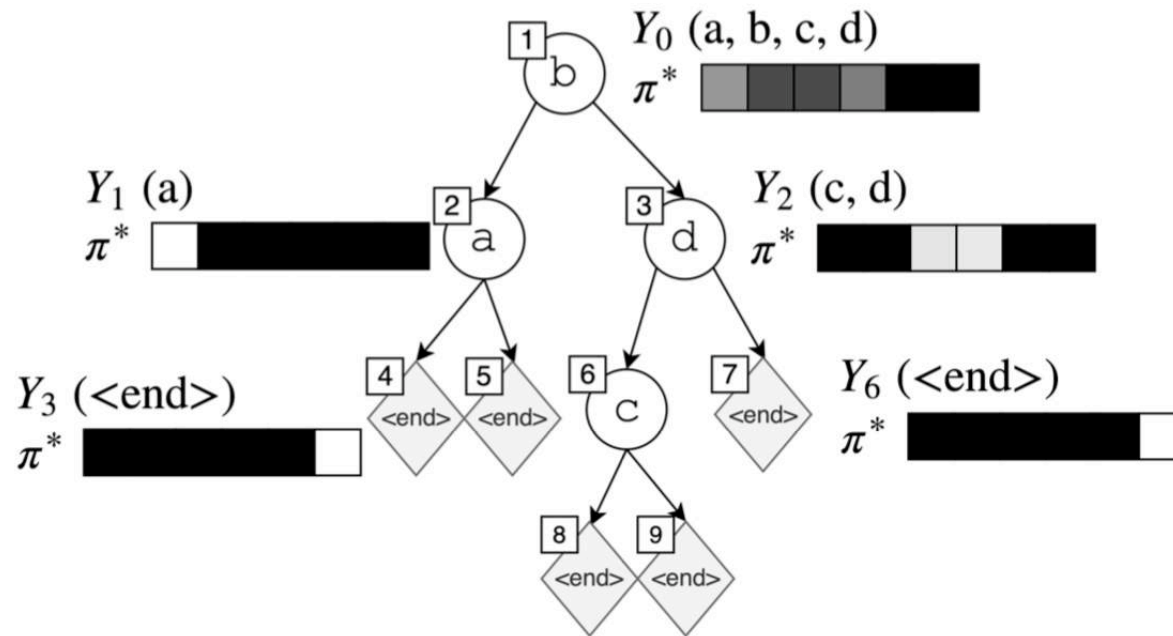 1
b
Y₀ (a, b, c, d)
π*
Y₁ (a)
π*
2
a
3
d
Y₂ (c, d)
π*
Y₃ (<end>)
π*
4
<end>
5
<end>
6
c
7
<end>
Y₆ (<end>)
π*
8
<end>
9
<end>